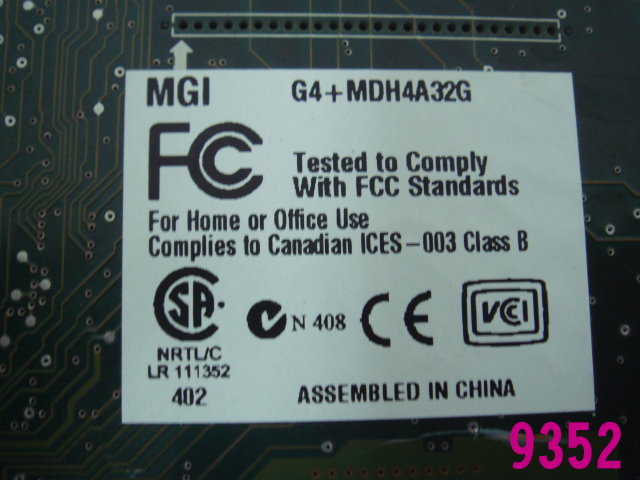 MGI G4+MDH4A32G
FC
Tested to Comply
With FCC Standards
For Home or Office Use
Complies to Canadian ICES-003 Class B
SA
N 408
CE
VCI
NRTL/C
LR 111352
402
ASSEMBLED IN CHINA
9352